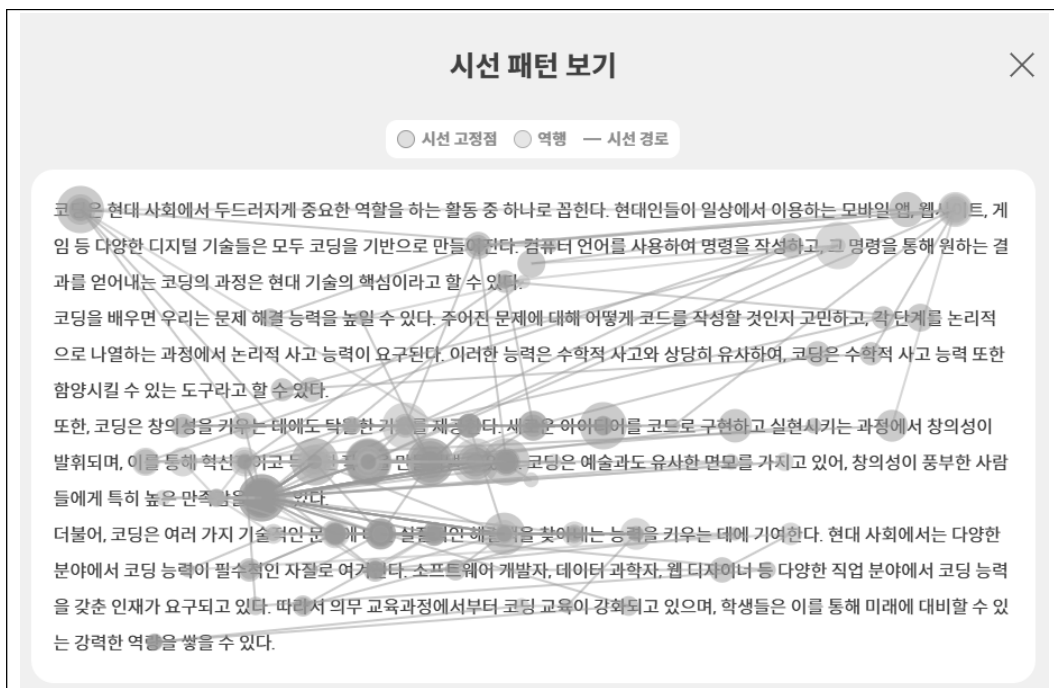 시선 패턴 보기
시선 고정점 역행 시선 경로
코딩은 현대 사회에서 두드러지게 중요한 역할을 하는 활동 중 하나로 꼽힌다. 현대인들이 일상에서 이용하는 모바일 앱, 웹사이트, 게
임 등 다양한 디지털 기술들은 모두 코딩을 기반으로 만들어진다. 컴퓨터 언어를 사용하여 명령을 작성하고, 그 명령을 통해 원하는 결
과를 얻어내는 코딩의 과정은 현대 기술의 핵심이라고 할 수 있다.
코딩을 배우면 우리는 문제 해결 능력을 높일 수 있다. 주어진 문제에 대해 어떻게 코드를 작성할 것인지 고민하고, 각 단계를 논리적
으로 나열하는 과정에서 논리적 사고 능력이 요구된다. 이러한 능력은 수학적 사고와 상당히 유사하여, 코딩은 수학적 사고 능력 또한
함양시킬 수 있는 도구라고 할 수 있다.
또한, 코딩은 창의성을 키우는 데에도 탁월한 제공한다. 새로운 아이디어를 코드로 구현하고 실현시키는 과정에서 창의성이
발휘되며, 이를 통해 코딩은 예술과도 유사한 면모를 가지고 있어, 창의성이 풍부한 사람
들에게 특히 높은 만족감을 있다.
더불어, 코딩은 여러 가지 기술적인 찾아내는 능력을 키우는 데에 기여한다. 현대 사회에서는 다양한
분야에서 코딩 능력이 필수적인 자질로 여겨진다. 소프트웨어 개발자, 데이터 과학자, 웹 디자이너 등 다양한 직업 분야에서 코딩 능력
을 갖춘 인재가 요구되고 있다. 따라서 의무 교육과정에서부터 코딩 교육이 강화되고 있으며, 학생들은 이를 통해 미래에 대비할 수 있
는 강력한 역량을 쌓을 수 있다.